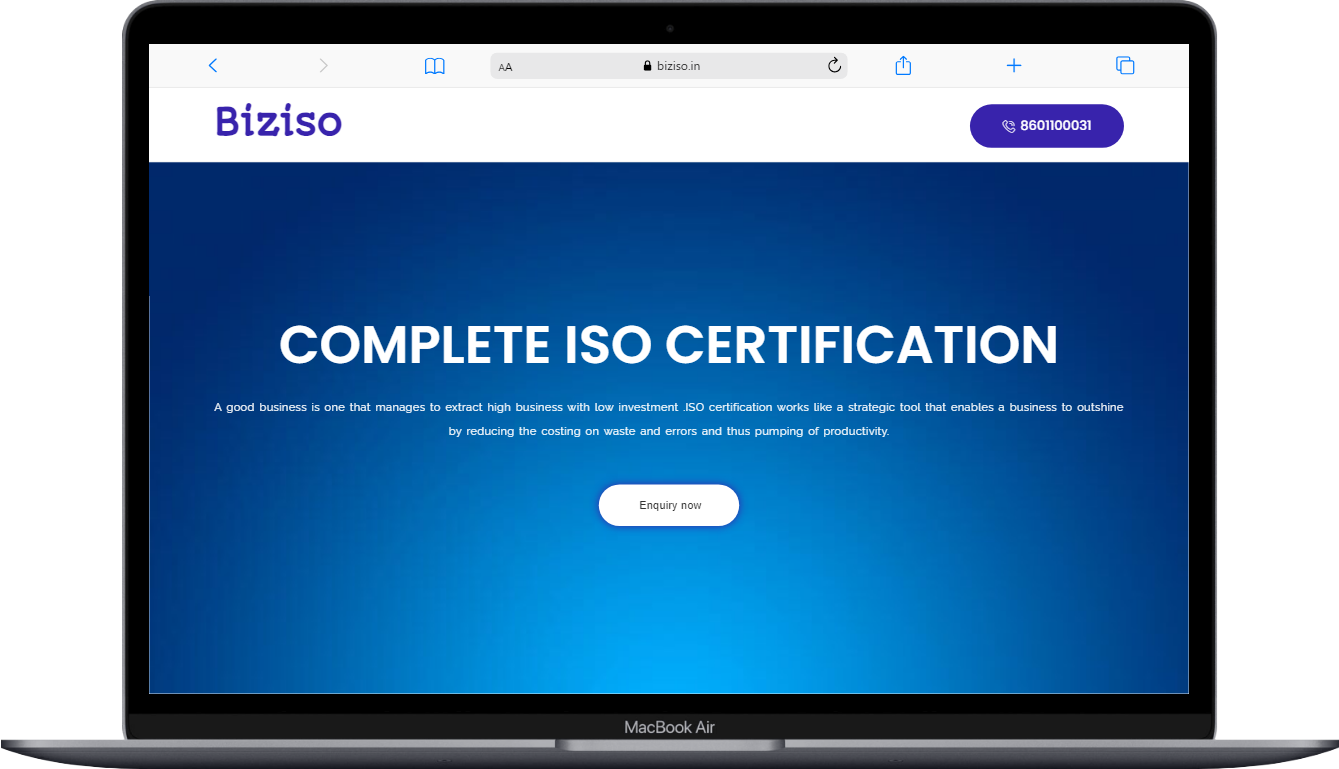 AA biziso.in
Biziso
8601100031
COMPLETE ISO CERTIFICATION
A good business is one that manages to extract high business with low investment .ISO certification works like a strategic tool that enables a business to outshine
by reducing the costing on waste and errors and thus pumping of productivity.
Enquiry now
MacBook Air